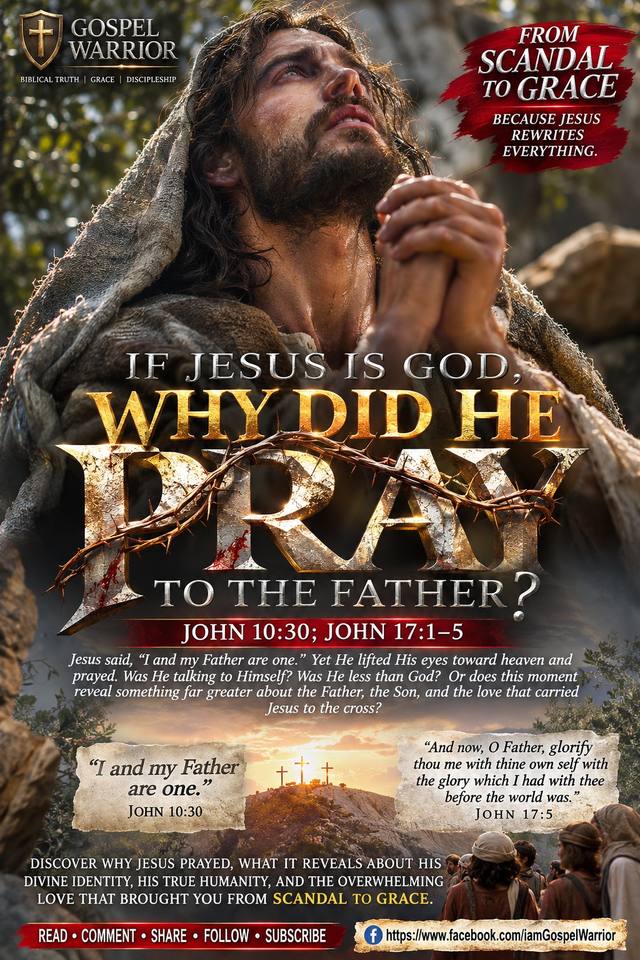 GOSPEL
WARRIOR
BIBLICAL TRUTH | GRACE | DISCIPLESHIP
FROM
SCANDAL
TO GRACE
BECAUSE JESUS
REWRITES
EVERYTHING.
IF JESUS IS GOD,
WHY DID HE
PRAY
TO THE FATHER?
JOHN 10:30; JOHN 17:1–5
Jesus said, “I and my Father are one.” Yet He lifted His eyes toward heaven and
prayed. Was He talking to Himself? Was He less than God? Or does this moment
reveal something far greater about the Father, the Son, and the love that carried
Jesus to the cross?
“I and my Father
are one.”
JOHN 10:30
“And now, O Father, glorify
thou me with thine own self with
the glory which I had with thee
before the world was.”
JOHN 17:5
DISCOVER WHY JESUS PRAYED, WHAT IT REVEALS ABOUT HIS
DIVINE IDENTITY, HIS TRUE HUMANITY, AND THE OVERWHELMING
LOVE THAT BROUGHT YOU FROM SCANDAL TO GRACE.
READ • COMMENT • SHARE • FOLLOW • SUBSCRIBE
f https://www.facebook.com/iamGospelWarrior